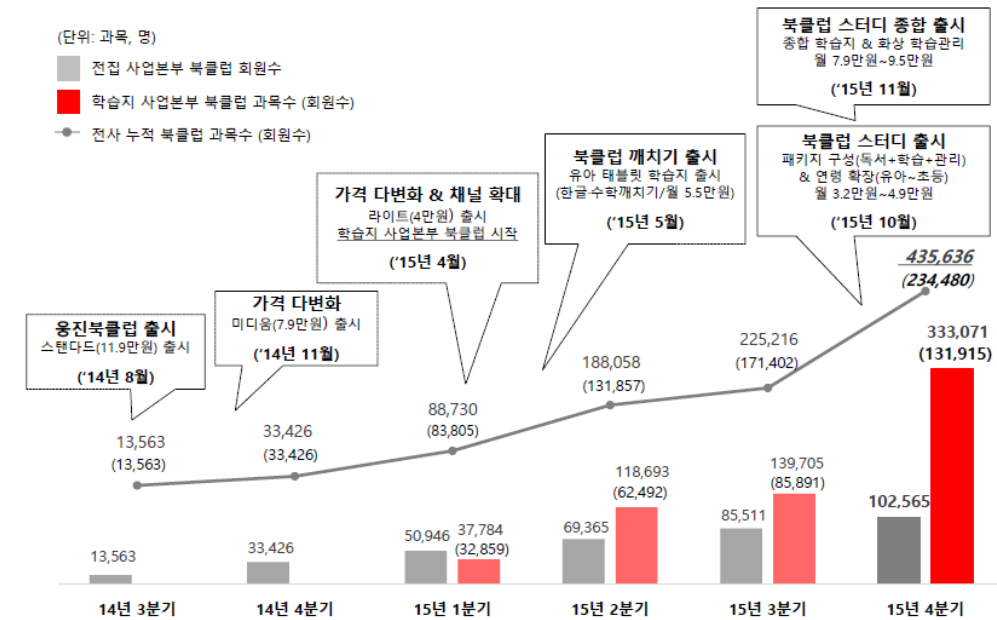 (단위: 과목, 명)
전집 사업본부 북클럽 회원수
학습지 사업본부 북클럽 과목수 (회원수)
전사 누적 북클럽 과목수 (회원수)
웅진북클럽 출시
스탠다드(11.9만원) 출시
(‘14년 8월)
가격 다변화
미디움(7.9만원) 출시
(‘14년 11월)
가격 다변화 & 채널 확대
라이트(4만원) 출시
학습지 사업본부 북클럽 시작
(‘15년 4월)
북클럽 깨치기 출시
유아 태블릿 학습지 출시
(한글·수학깨치기/월 5.5만원)
(‘15년 5월)
북클럽 스터디 종합 출시
종합 학습지 & 화상 학습관리
월 7.9만원~9.5만원
(‘15년 11월)
북클럽 스터디 출시
패키지 구성(독서+학습+관리)
& 연령 확장(유아~초등)
월 3.2만원~4.9만원
(‘15년 10월)
13,563
(13,563)
33,426
(33,426)
88,730
(83,805)
188,058
(131,857)
225,216
(171,402)
435,636
(234,480)
13,563
33,426
50,946
37,784
(32,859)
69,365
118,693
(62,492)
85,511
139,705
(85,891)
102,565
333,071
(131,915)
14년 3분기
14년 4분기
15년 1분기
15년 2분기
15년 3분기
15년 4분기